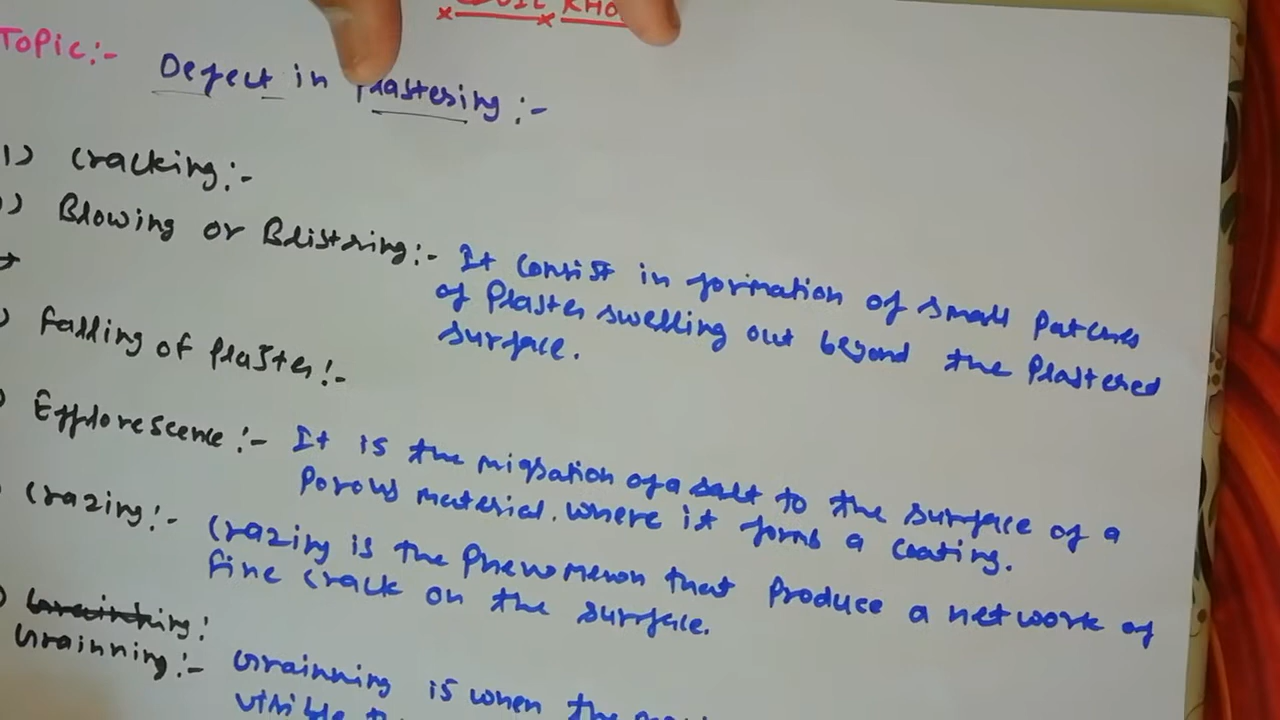 Topic:- Defect in Plastering:-
1) Cracking:-
) Blowing or Blistring:- It consist in formation of small Patches
of Plaster swelling out beyond the Plastered
surface.
) Falling of Plaster:-
) Efflorescence:- It is the migration of a salt to the surface of a
Porous material. where it forms a coating.
) Crazing:- Crazing is the Phenomenon that Produce a network of
fine crack on the surface.
) Grainning:- Grainning is when the
visible